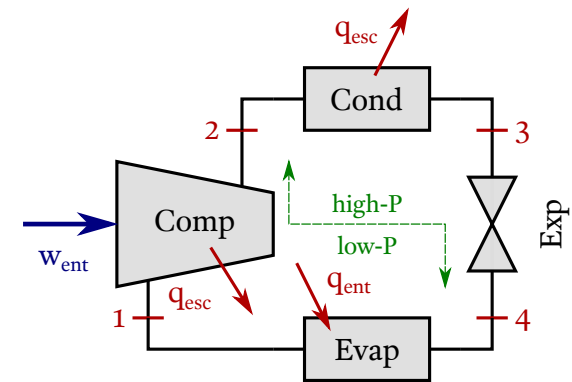 q_esc
Cond
2
3
high-P
Comp
Exp
w_ent
low-P
q_ent
q_esc
1
4
Evap